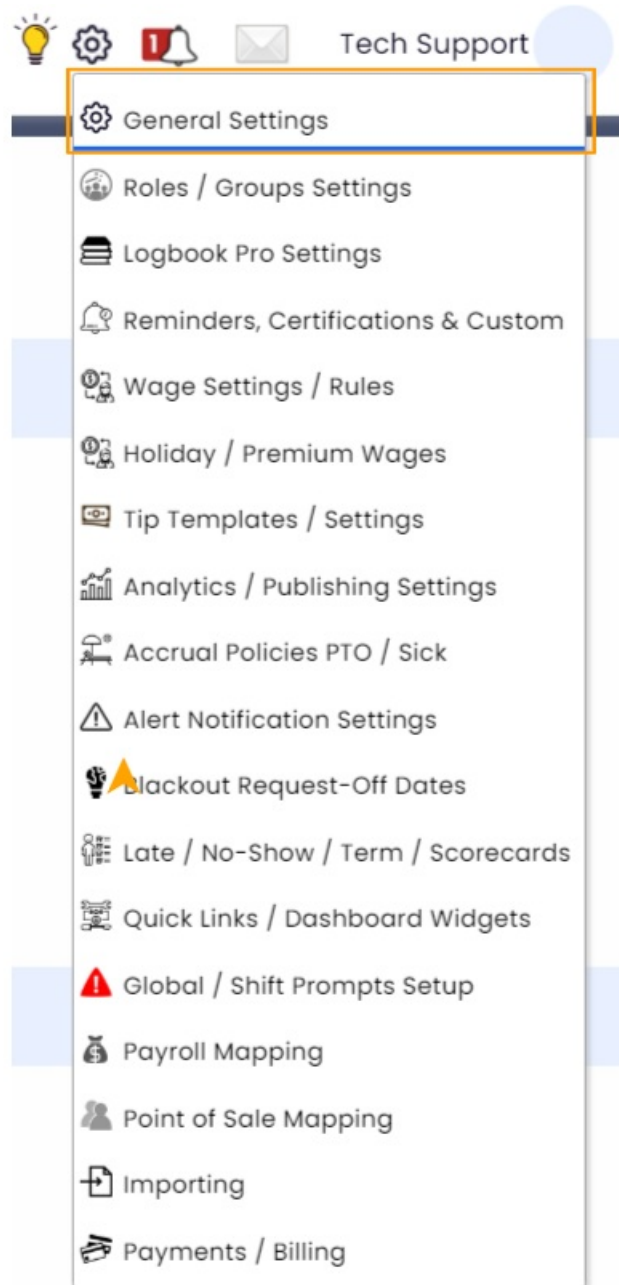 1
Tech Support
General Settings
Roles / Groups Settings
Logbook Pro Settings
Reminders, Certifications & Custom
Wage Settings / Rules
Holiday / Premium Wages
Tip Templates / Settings
Analytics / Publishing Settings
Accrual Policies PTO / Sick
Alert Notification Settings
Blackout Request-Off Dates
Late / No-Show / Term / Scorecards
Quick Links / Dashboard Widgets
Global / Shift Prompts Setup
Payroll Mapping
Point of Sale Mapping
Importing
Payments / Billing